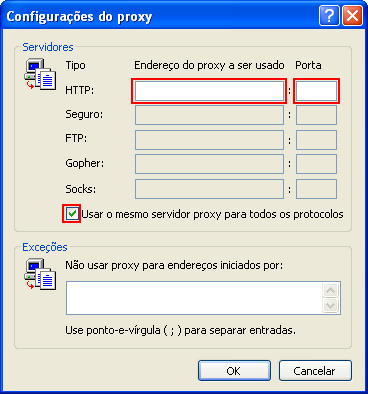 Configurações do proxy
Servidores
Tipo Endereço do proxy a ser usado Porta
HTTP: :
Seguro: :
FTP: :
Gopher: :
Socks: :
Usar o mesmo servidor proxy para todos os protocolos
Exceções
Não usar proxy para endereços iniciados por:
Use ponto-e-vírgula ( ; ) para separar entradas.
OK Cancelar